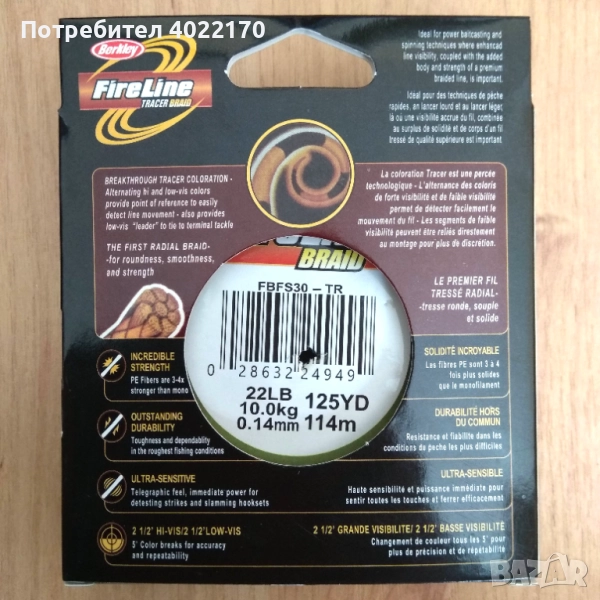 Потребител 4022170
Berkley
FireLine
TRACER BRAID
Ideal for power baitcasting and
spinning techniques where enhanced
line visibility, coupled with the added
body and strength of a premium
braided line, is important.
Idéal pour des techniques de pèche
rapides, an lancer lourd et au lancer léger,
là où une visibilité accrue du fil, combinée
au surplus de solidité et de corps d'un fil
tressé de qualité supérieure est important
BREAKTHROUGH TRACER COLORATION -
Alternating hi and low-vis colors
provide point of reference to easily
detect line movement - also provides
low-vis "leader" to tie to terminal tackle
THE FIRST RADIAL BRAID-
-for roundness, smoothness,
and strength
La coloration Tracer est une percée
technologique - L'alternance des coloris
de forte visibilité et de faible visibilité
permet de détecter facilement le
mouvement du fil - Les segments de faible
visibilité peuvent être reliés directement
au montage pour plus de discrétion.
LE PREMIER FIL
TRESSÉ RADIAL-
-tresse ronde, souple
et solide
BRAID
FBFS30-TR
0 28632 24949
22LB
10.0kg
0.14mm
125YD
114m
INCREDIBLE
STRENGTH
PE Fibers are 3-4x
stronger than mono
SOLIDITÉ INCROYABLE
Les fibres PE sont 3 à 4
fois plus solides
que le monofilament
OUTSTANDING
DURABILITY
Toughness and dependablity
in the roughest fishing conditions
DURABILITÉ HORS
DU COMMUN
Resistance et fiabilité dans les
conditions de pêche les plus difficiles
ULTRA-SENSITIVE
Telegraphic feel, immediate power for
detecting strikes and slamming hooksets
ULTRA-SENSIBLE
Haute sensibilité et puissance immédiate pour
sentir toutes les touches et ferrer efficacement
2 1/2' HI-VIS/2 1/2'LOW-VIS
5' Color breaks for accuracy
and repeatability
2 1/2' GRANDE VISIBILITE/ 2 1/2' BASSE VISIBILITÉ
Changement de couleur tous les 5' pour
plus de précision et de répétabilité
BAZAR